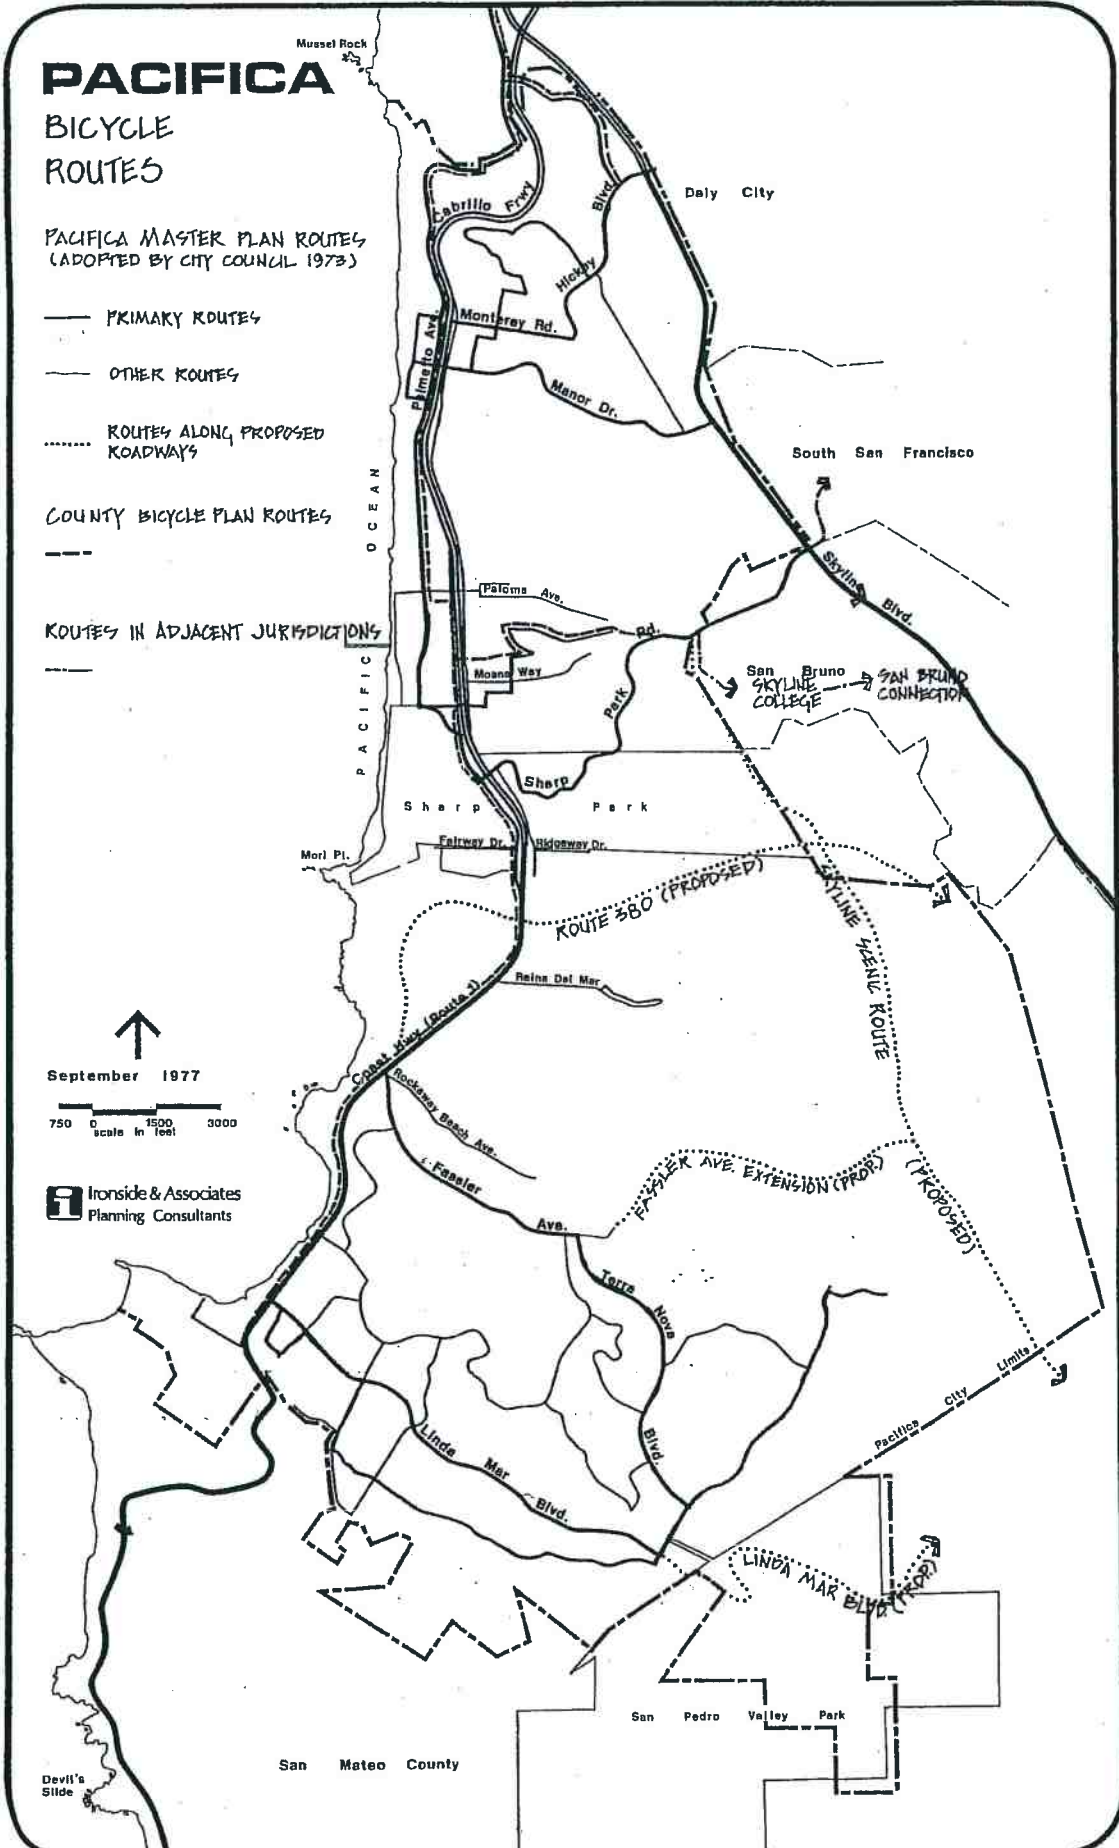 Mussel Rock
PACIFICA
BICYCLE
ROUTES
PACIFICA MASTER PLAN ROUTES
(ADOPTED BY CITY COUNCIL 1973)
PRIMARY ROUTES
OTHER ROUTES
ROUTES ALONG PROPOSED
ROADWAYS
COUNTY BICYCLE PLAN ROUTES
ROUTES IN ADJACENT JURISDICTIONS
PACIFIC OCEAN
Daly City
Cabrillo Frwy
Hickey Blvd.
Monterey Rd.
Palmetto Ave.
Manor Dr.
South San Francisco
Skyline Blvd.
Paloma Ave.
Moana Way
Sharp Park Rd.
San Bruno
SKYLINE
COLLEGE
SAN BRUNO
CONNECTION
Sharp Park
Mori Pt.
Fairway Dr.
Ridgeway Dr.
ROUTE 380 (PROPOSED)
SKYLINE SCENIC ROUTE
(PROPOSED)
Reina Del Mar
Coast Hwy (Route 1)
Rockaway Beach Ave.
Fassler Ave.
FASSLER AVE. EXTENSION (PROP.)
September 1977
750 0 1500 3000
scale in feet
Ironside & Associates
Planning Consultants
Terra Nova Blvd.
Pacifica City Limits
Linda Mar Blvd.
LINDA MAR BLVD. (PROP.)
San Pedro Valley Park
San Mateo County
Devil's
Slide